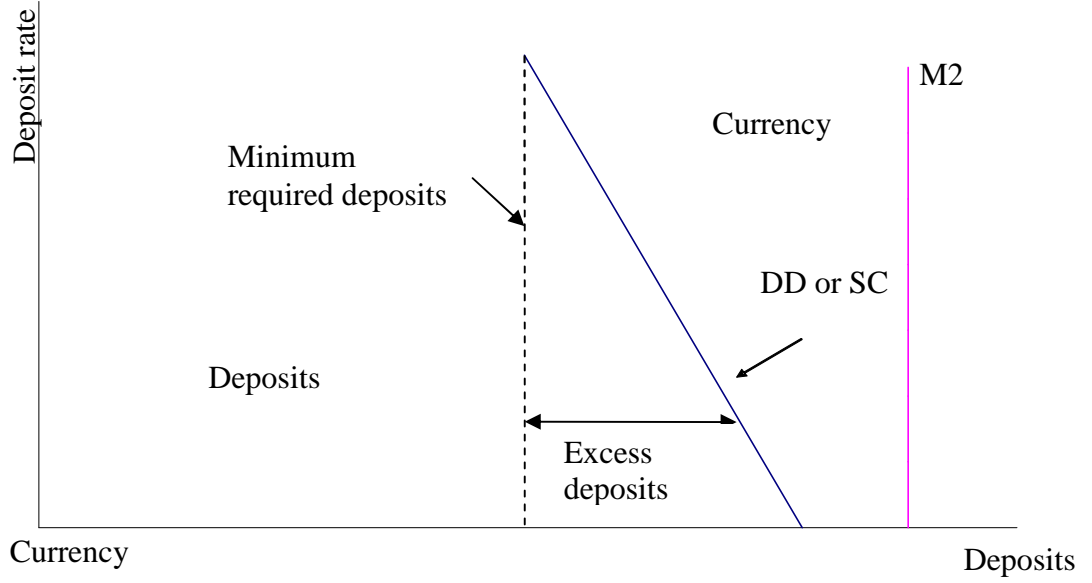 Deposit rate
M2
Currency
Minimum
required deposits
DD or SC
Deposits
Excess
deposits
Currency
Deposits